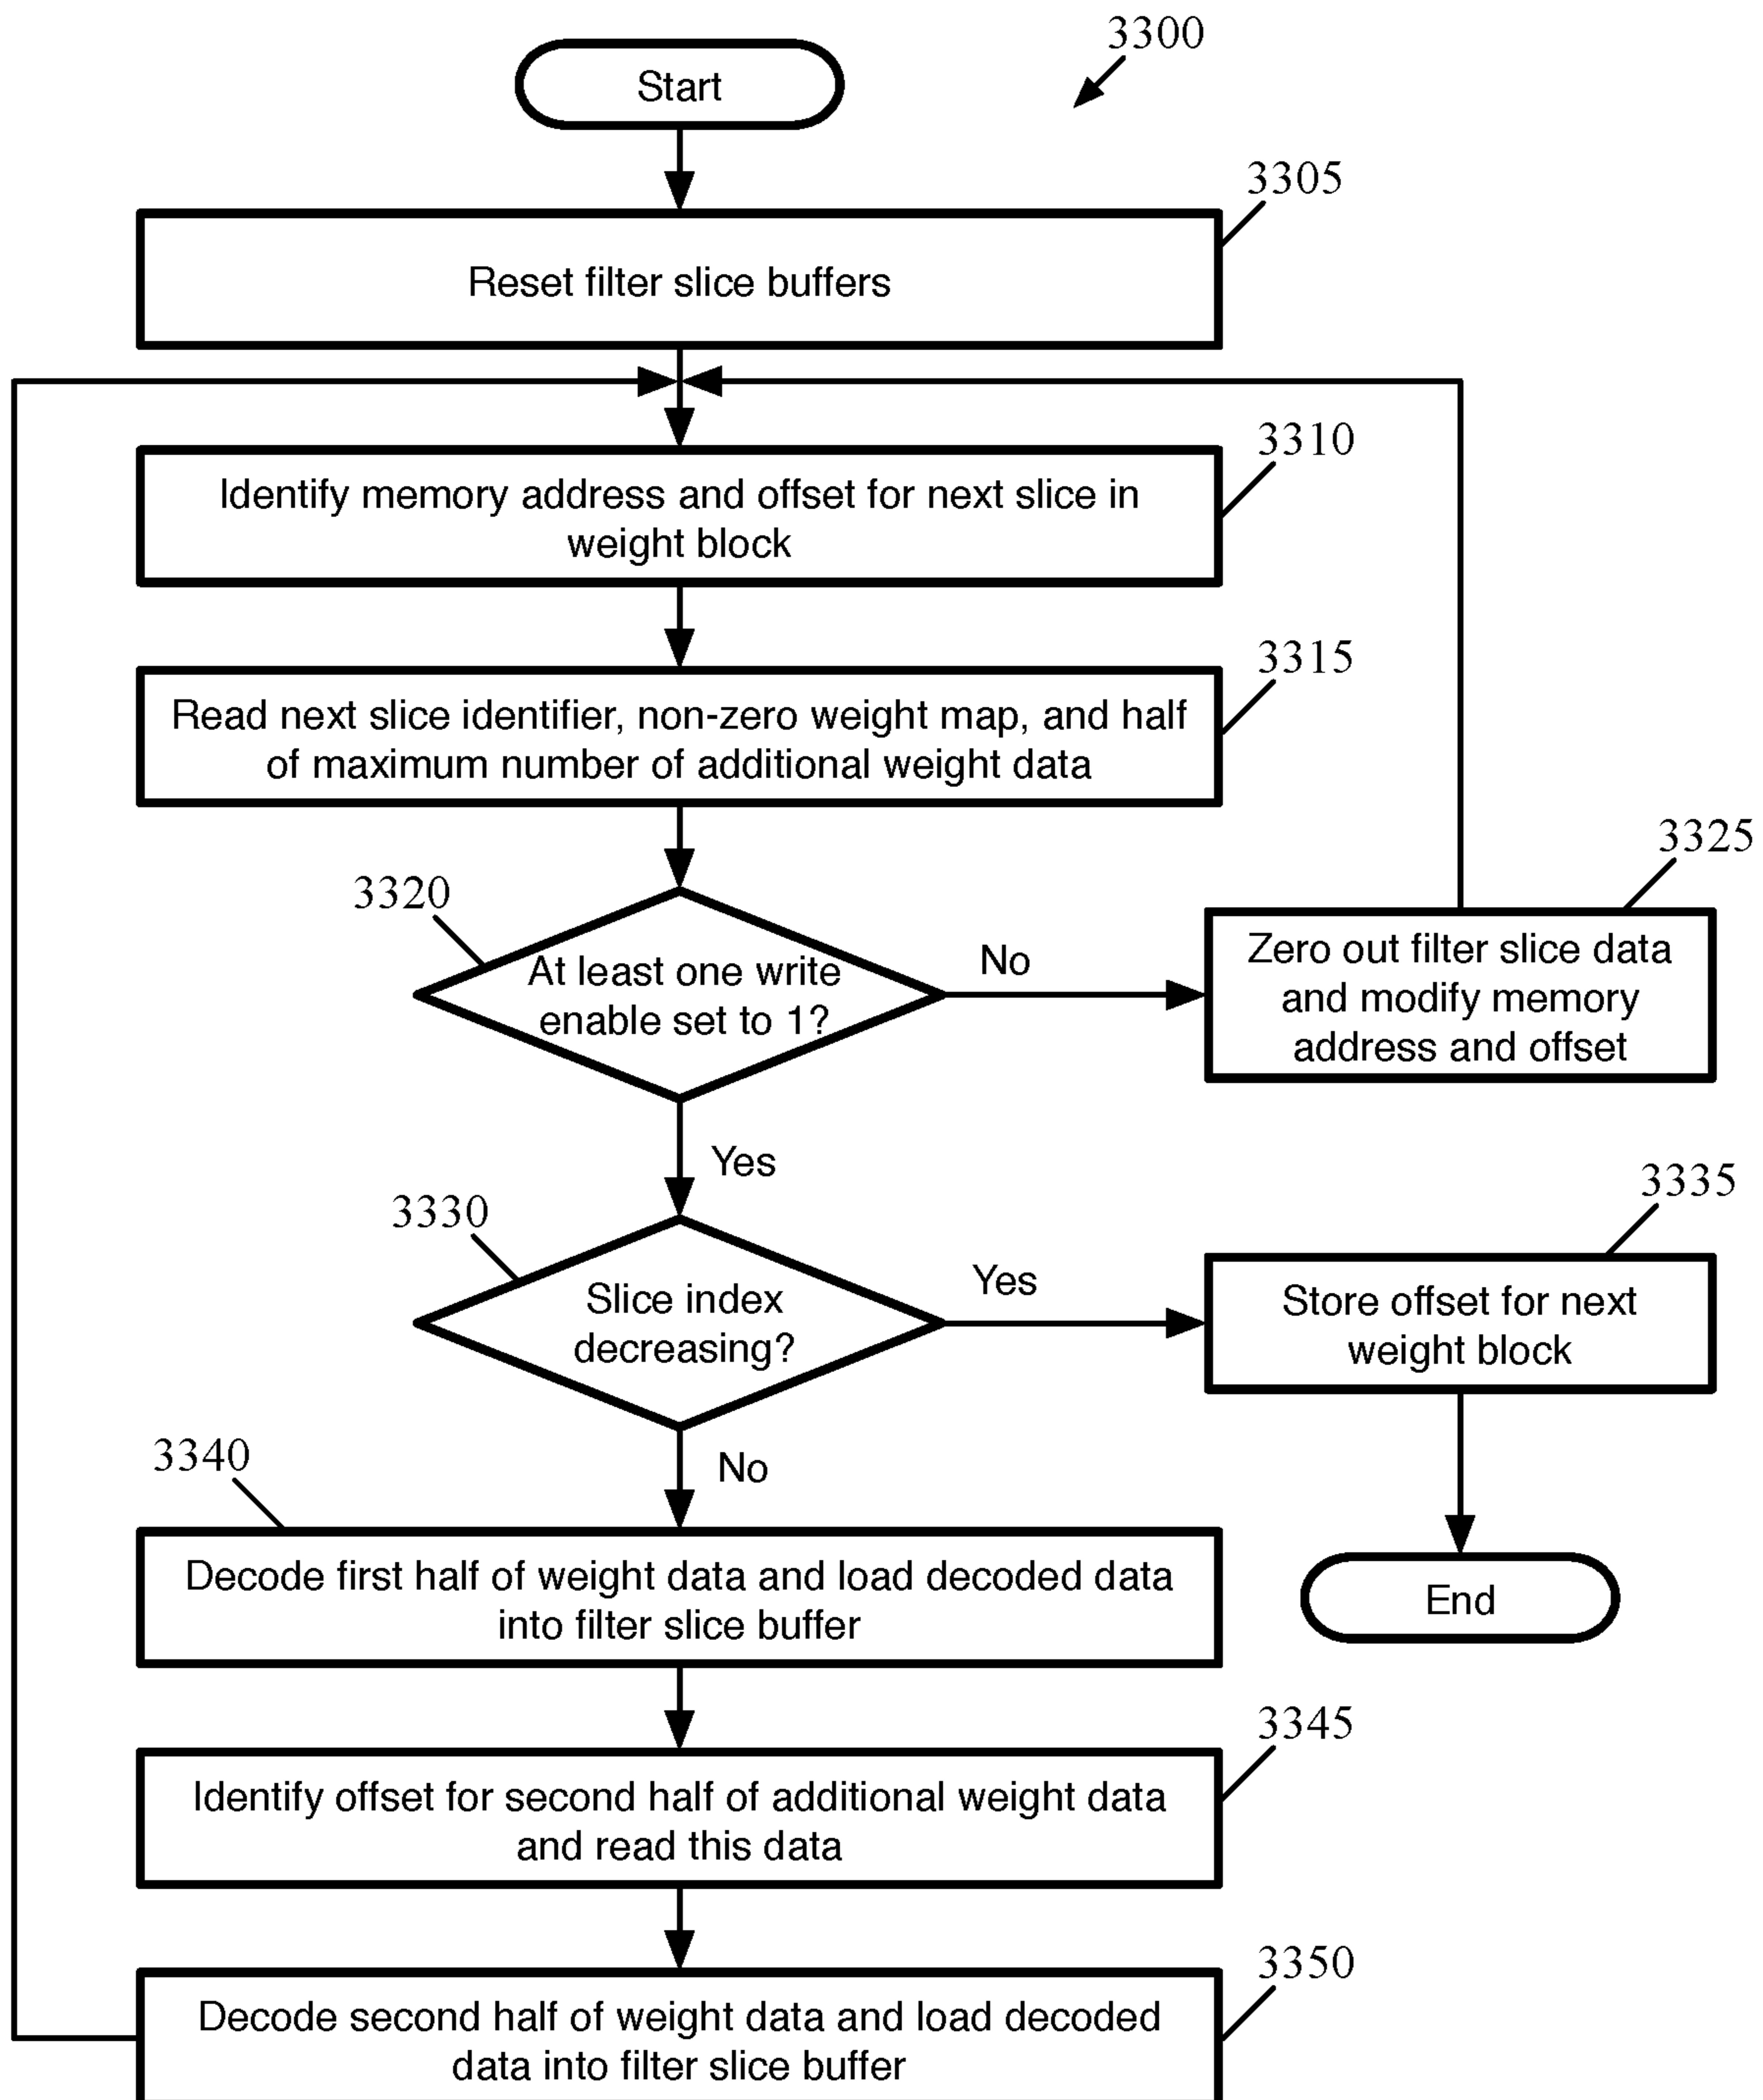 3300
Start
3305
Reset filter slice buffers
3310
Identify memory address and offset for next slice in
weight block
3315
Read next slice identifier, non-zero weight map, and half
of maximum number of additional weight data
3320
At least one write
enable set to 1?
No
3325
Zero out filter slice data
and modify memory
address and offset
Yes
3330
Slice index
decreasing?
Yes
3335
Store offset for next
weight block
No
End
3340
Decode first half of weight data and load decoded data
into filter slice buffer
3345
Identify offset for second half of additional weight data
and read this data
3350
Decode second half of weight data and load decoded
data into filter slice buffer